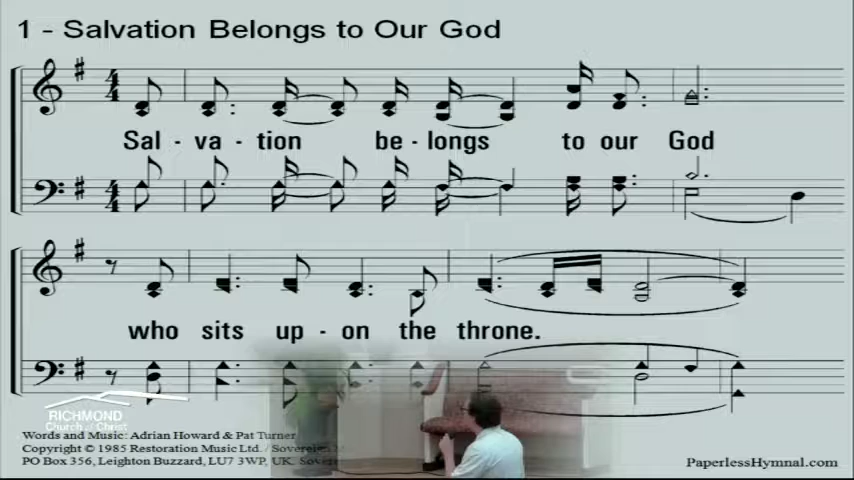 1 - Salvation Belongs to Our God
Sal - va - tion be - longs to our God
who sits up - on the throne.
RICHMOND
Church of Christ
Words and Music: Adrian Howard & Pat Turner
Copyright © 1985 Restoration Music Ltd. / Sovereign
PO Box 356, Leighton Buzzard, LU7 3WP, UK.
PaperlessHymnal.com